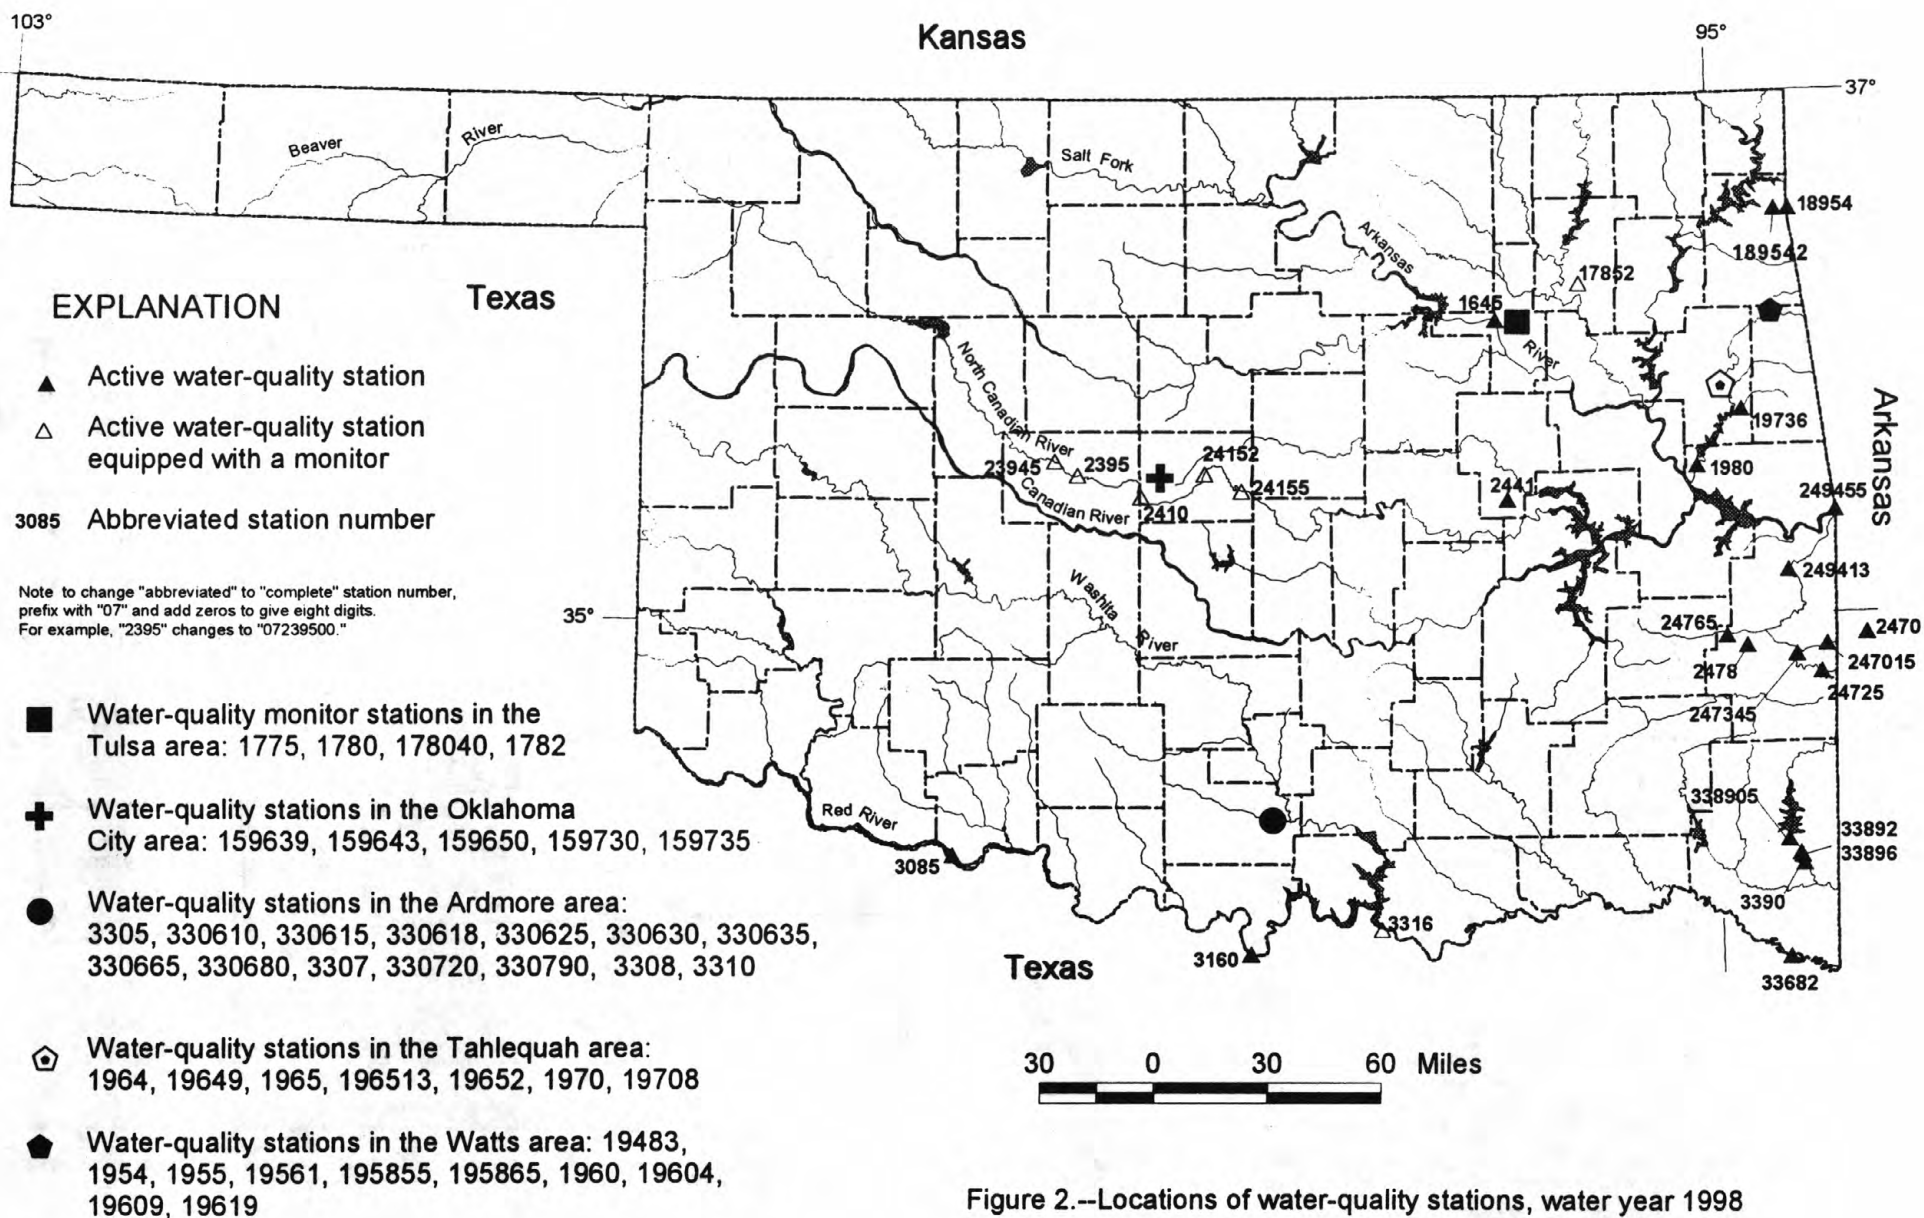 103°
Kansas
95°
37°
Beaver
River
Salt Fork
Arkansas
River
18954
189542
17852
1645
EXPLANATION
Texas
Active water-quality station
Active water-quality station
equipped with a monitor
3085 Abbreviated station number
Note to change "abbreviated" to "complete" station number,
prefix with "07" and add zeros to give eight digits.
For example, "2395" changes to "07239500."
North Canadian River
Canadian River
23945
2395
2410
24152
24155
2441
19736
1980
249455
Arkansas
249413
35°
Washita
River
24765
2478
2470
247015
24725
247345
Water-quality monitor stations in the
Tulsa area: 1775, 1780, 178040, 1782
Water-quality stations in the Oklahoma
City area: 159639, 159643, 159650, 159730, 159735
Red River
3085
338905
33892
33896
3390
3316
3160
33682
Texas
Water-quality stations in the Ardmore area:
3305, 330610, 330615, 330618, 330625, 330630, 330635,
330665, 330680, 3307, 330720, 330790, 3308, 3310
Water-quality stations in the Tahlequah area:
1964, 19649, 1965, 196513, 19652, 1970, 19708
Water-quality stations in the Watts area: 19483,
1954, 1955, 19561, 195855, 195865, 1960, 19604,
19609, 19619
30 0 30 60 Miles
Figure 2.--Locations of water-quality stations, water year 1998